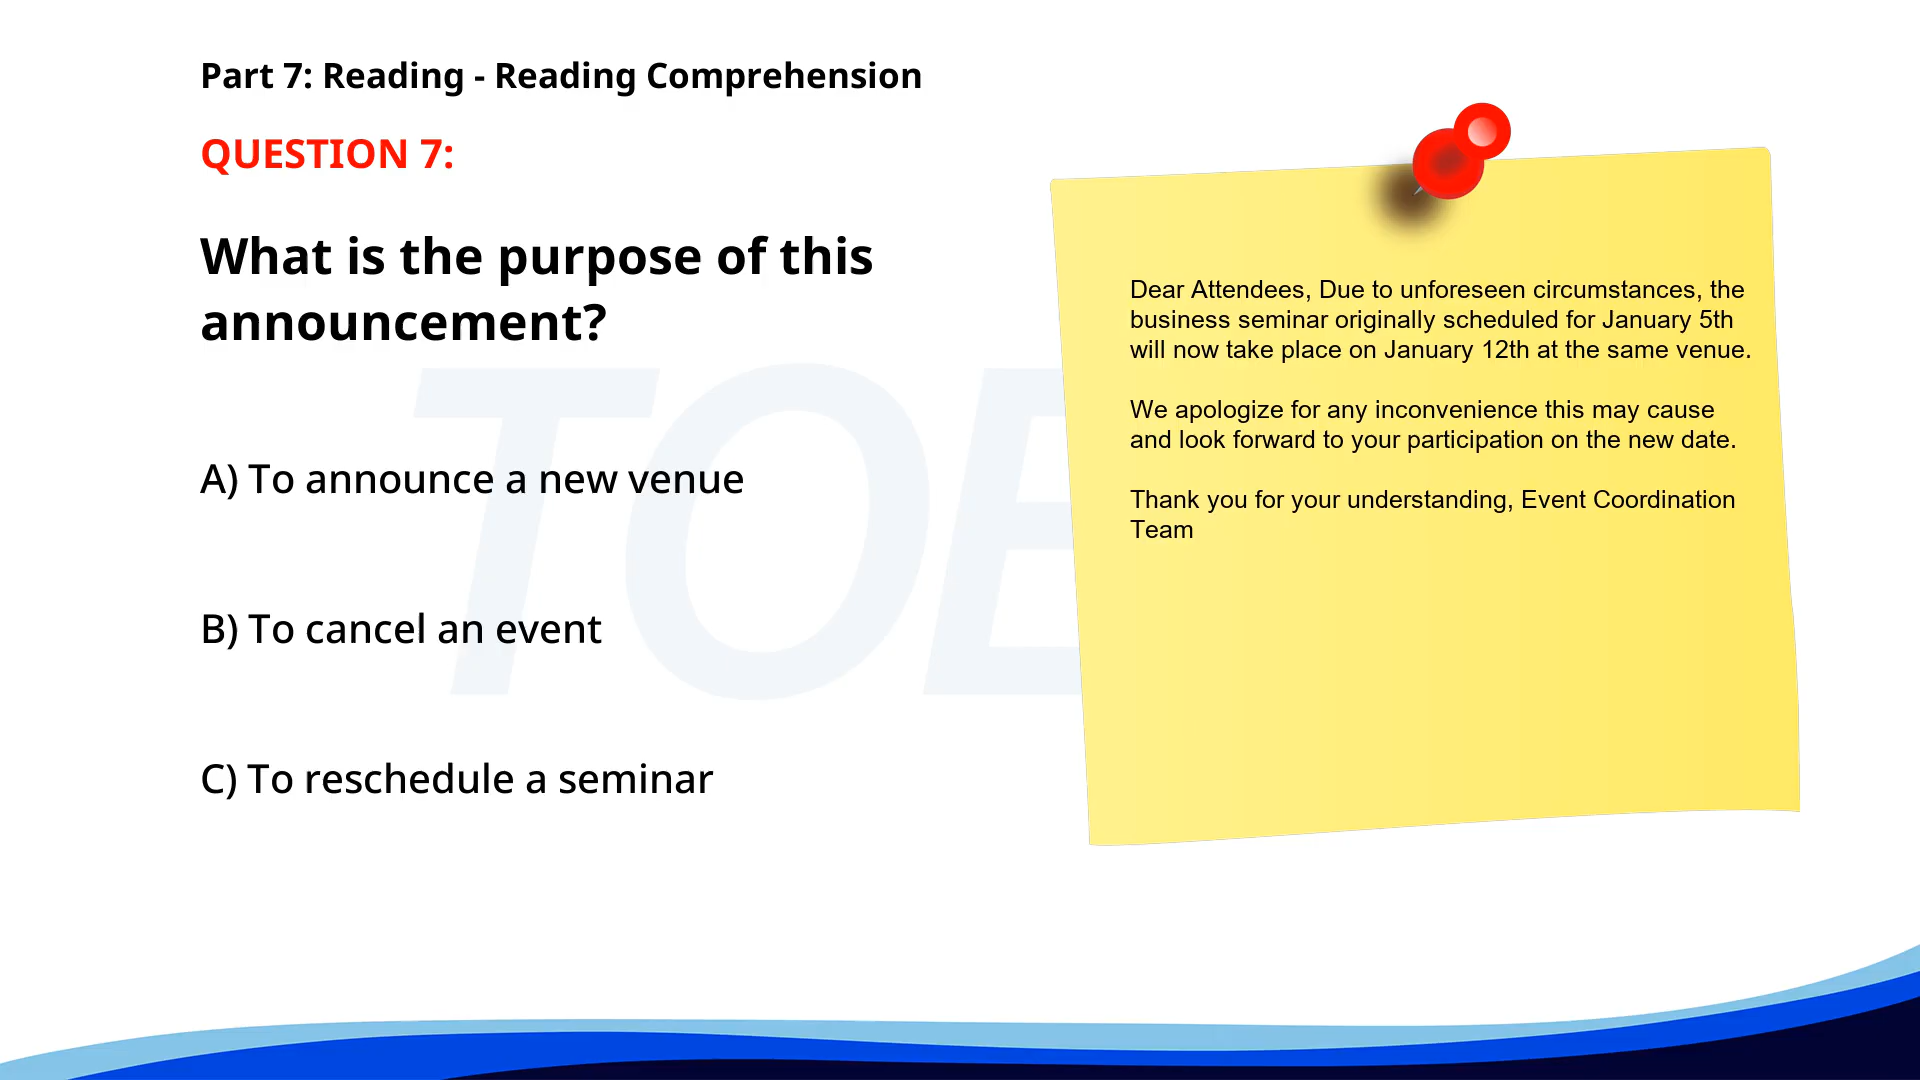 Part 7: Reading - Reading Comprehension
QUESTION 7:
What is the purpose of this
announcement?
A) To announce a new venue
B) To cancel an event
C) To reschedule a seminar
Dear Attendees, Due to unforeseen circumstances, the
business seminar originally scheduled for January 5th
will now take place on January 12th at the same venue.
We apologize for any inconvenience this may cause
and look forward to your participation on the new date.
Thank you for your understanding, Event Coordination
Team
TOE